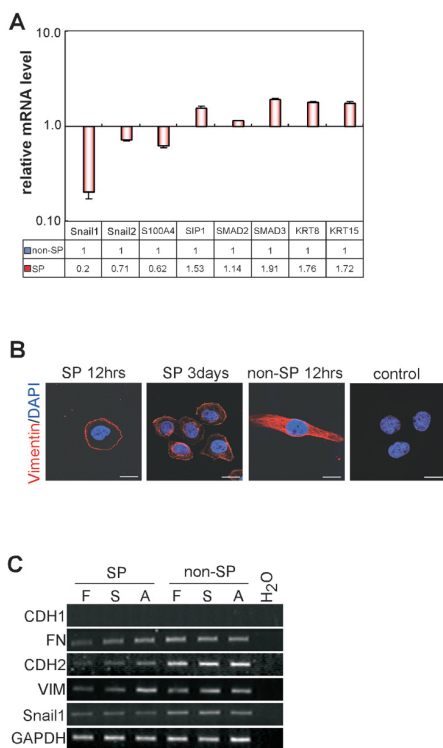 A
relative mRNA level
10.0
1.0
0.10
Snail1 Snail2 S100A4 SIP1 SMAD2 SMAD3 KRT8 KRT15
non-SP 1 1 1 1 1 1 1 1
SP 0.2 0.71 0.62 1.53 1.14 1.91 1.76 1.72
B
SP 12hrs SP 3days non-SP 12hrs control
Vimentin/DAPI
C
SP non-SP
F S A F S A H2O
CDH1
FN
CDH2
VIM
Snail1
GAPDH